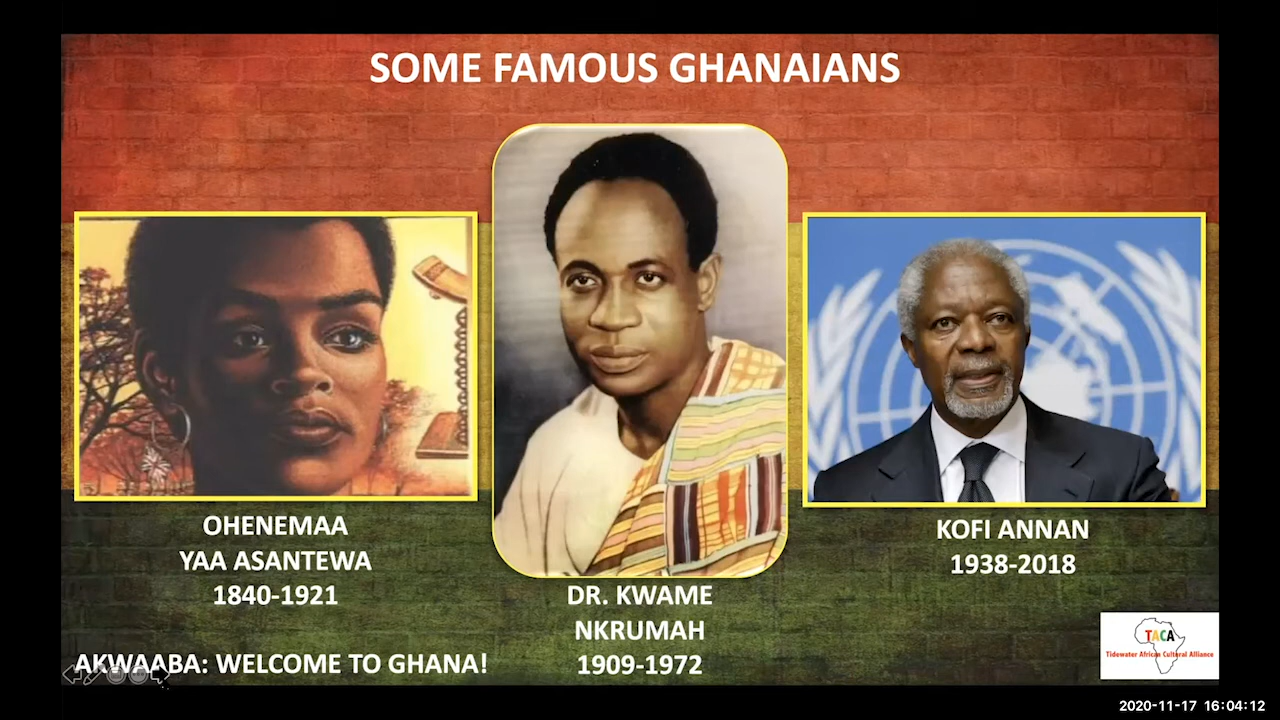 SOME FAMOUS GHANAIANS
OHENEMAA
YAA ASANTEWA
1840-1921
DR. KWAME
NKRUMAH
1909-1972
KOFI ANNAN
1938-2018
AKWAABA: WELCOME TO GHANA!
TACA
Tidewater African Cultural Alliance
2020-11-17 16:04:12